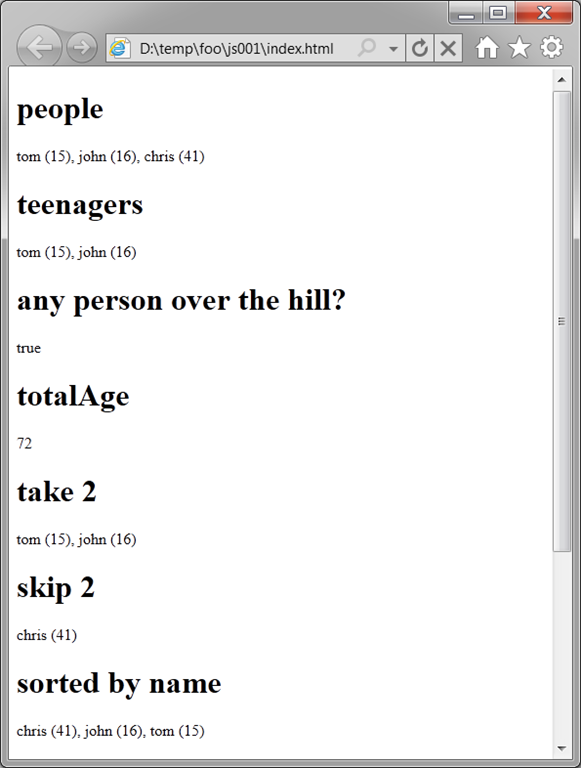 D:\temp\foo\js001\index.html
people
tom (15), john (16), chris (41)
teenagers
tom (15), john (16)
any person over the hill?
true
totalAge
72
take 2
tom (15), john (16)
skip 2
chris (41)
sorted by name
chris (41), john (16), tom (15)